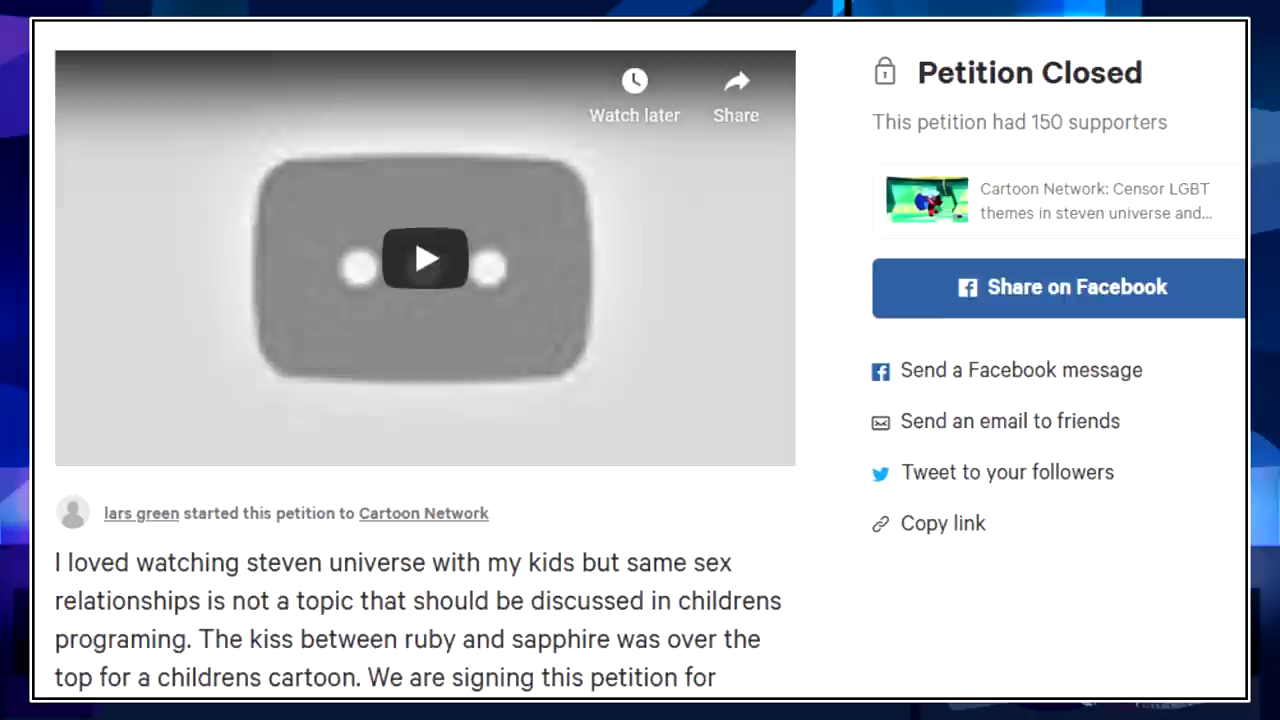 Watch later
Share
lars green started this petition to Cartoon Network
I loved watching steven universe with my kids but same sex
relationships is not a topic that should be discussed in childrens
programing. The kiss between ruby and sapphire was over the
top for a childrens cartoon. We are signing this petition for
Petition Closed
This petition had 150 supporters
Cartoon Network: Censor LGBT
themes in steven universe and...
Share on Facebook
Send a Facebook message
Send an email to friends
Tweet to your followers
Copy link